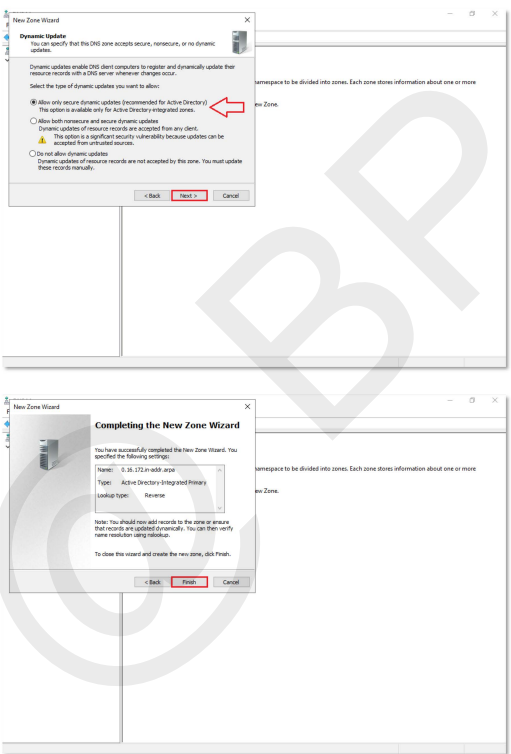 New Zone Wizard
Dynamic Update
You can specify that this DNS zone accepts secure, nonsecure, or no dynamic
updates.
Dynamic updates enable DNS client computers to register and dynamically update their
resource records with a DNS server whenever changes occur.
Select the type of dynamic updates you want to allow:
Allow only secure dynamic updates (recommended for Active Directory)
This option is available only for Active Directory-integrated zones.
Allow both nonsecure and secure dynamic updates
Dynamic updates of resource records are accepted from any client.
This option is a significant security vulnerability because updates can be
accepted from untrusted sources.
Do not allow dynamic updates
Dynamic updates of resource records are not accepted by this zone. You must update
these records manually.
< Back Next > Cancel
namespace to be divided into zones. Each zone stores information about one or more
ew Zone.
New Zone Wizard
Completing the New Zone Wizard
You have successfully completed the New Zone Wizard. You
specified the following settings:
Name: 0.16.172.in-addr.arpa
Type: Active Directory-Integrated Primary
Lookup type: Reverse
Note: You should now add records to the zone or ensure
that records are updated dynamically. You can then verify
name resolution using nslookup.
To close this wizard and create the new zone, click Finish.
< Back Finish Cancel
namespace to be divided into zones. Each zone stores information about one or more
ew Zone.
© BP